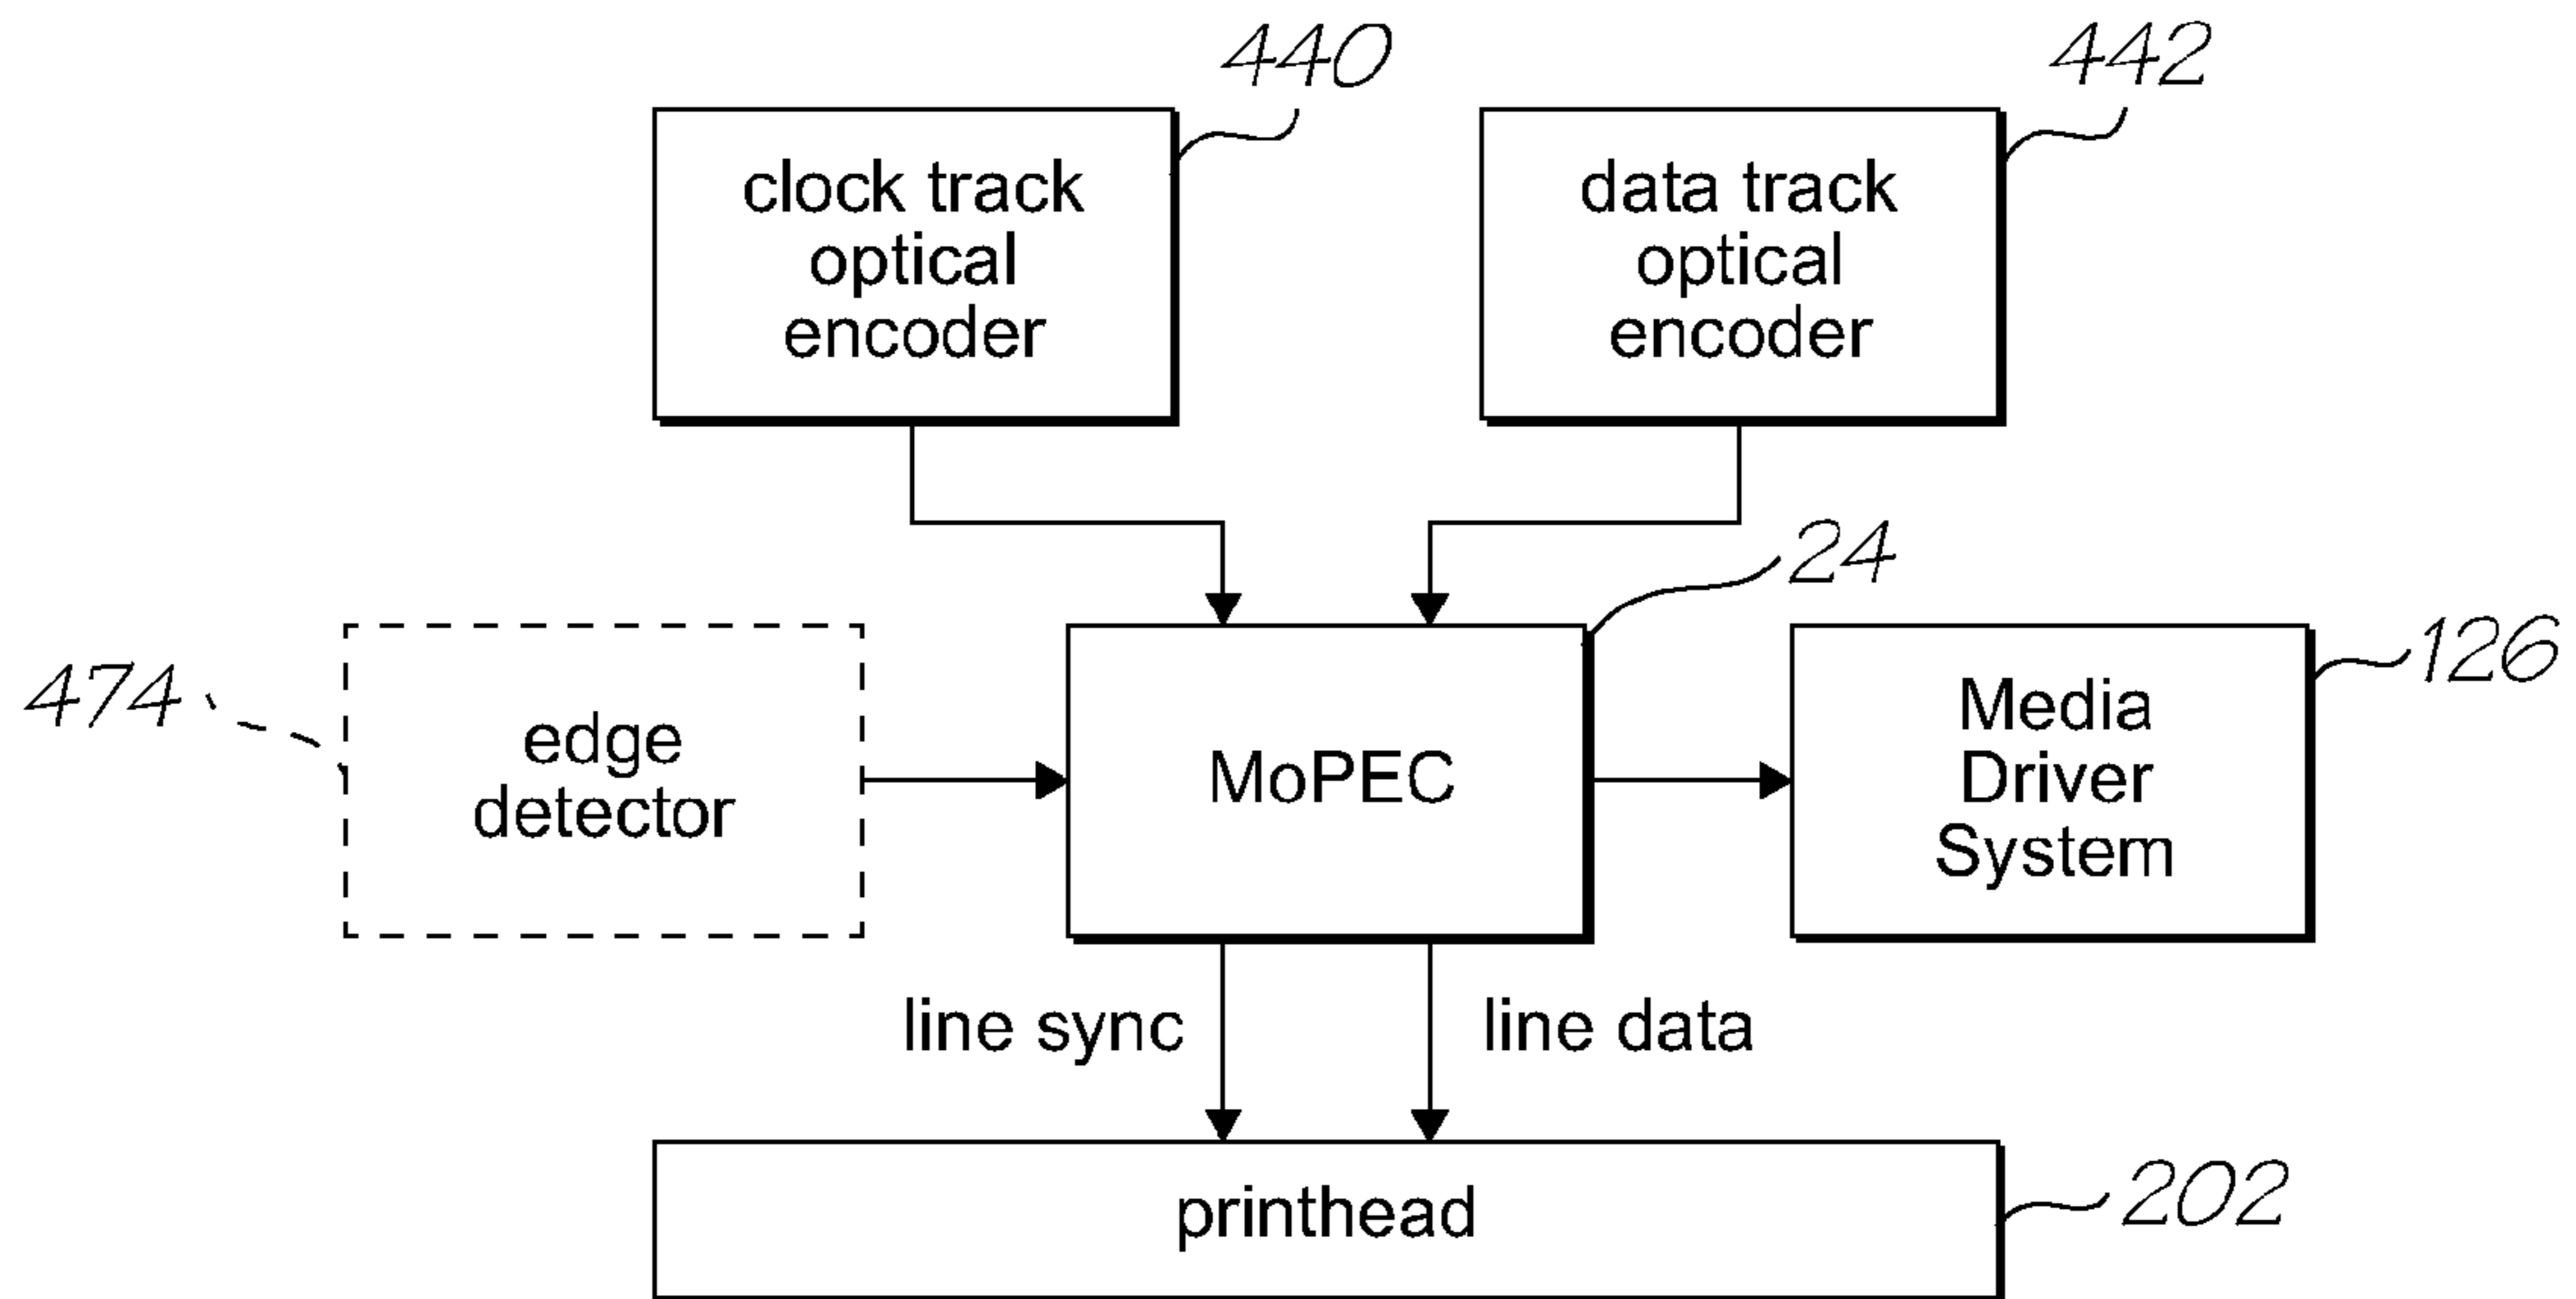 440
442
clock track
optical
encoder
data track
optical
encoder
24
126
474
edge
detector
MoPEC
Media
Driver
System
line sync
line data
printhead
202